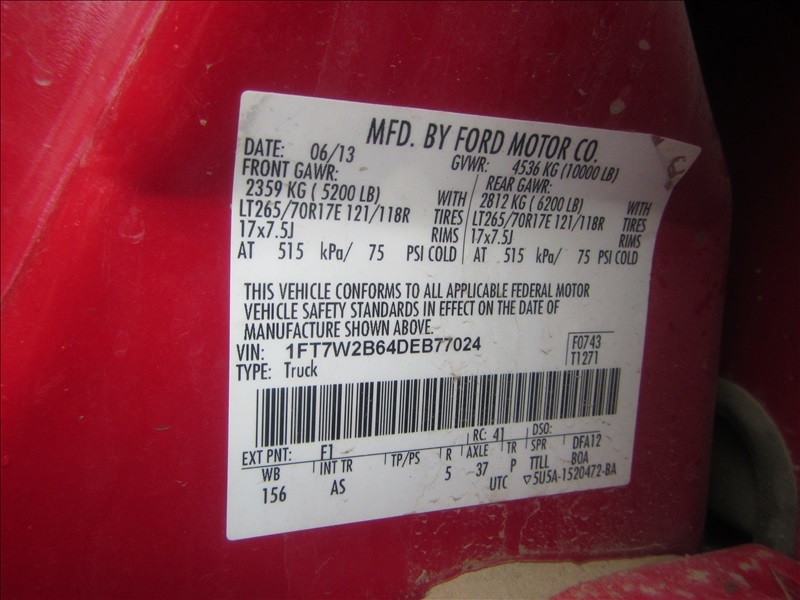 MFD. BY FORD MOTOR CO.
DATE: 06/13 GVWR: 4536 KG (10000 LB)
FRONT GAWR: REAR GAWR:
2359 KG ( 5200 LB) WITH 2812 KG ( 6200 LB) WITH
LT265/70R17E 121/118R TIRES LT265/70R17E 121/118R TIRES
17x7.5J RIMS 17x7.5J RIMS
AT 515 kPa/ 75 PSI COLD AT 515 kPa/ 75 PSI COLD
THIS VEHICLE CONFORMS TO ALL APPLICABLE FEDERAL MOTOR
VEHICLE SAFETY STANDARDS IN EFFECT ON THE DATE OF
MANUFACTURE SHOWN ABOVE.
VIN: 1FT7W2B64DEB77024 F0743
TYPE: Truck T1271
EXT PNT: F1 RC: 41 DSO:
WB INT TR TP/PS R AXLE TR SPR DFA12
156 AS 5 37 P TTLL BOA
UTC ▽5U5A-1520472-BA